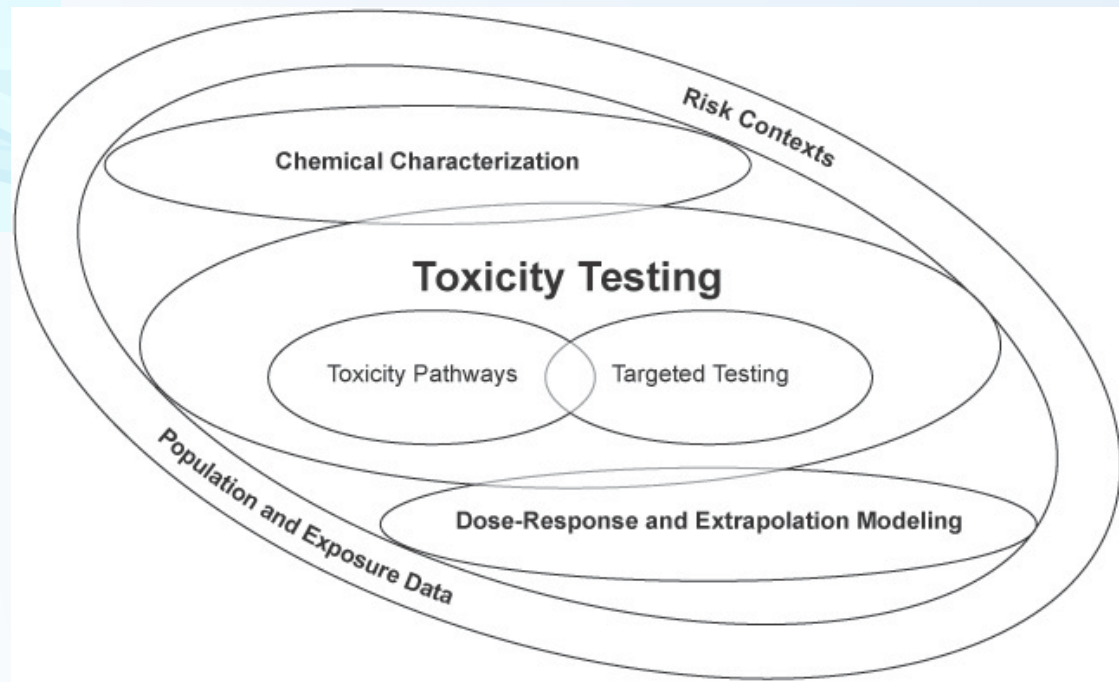 Risk Contexts
Chemical Characterization
Toxicity Testing
Toxicity Pathways
Targeted Testing
Population and Exposure Data
Dose-Response and Extrapolation Modeling